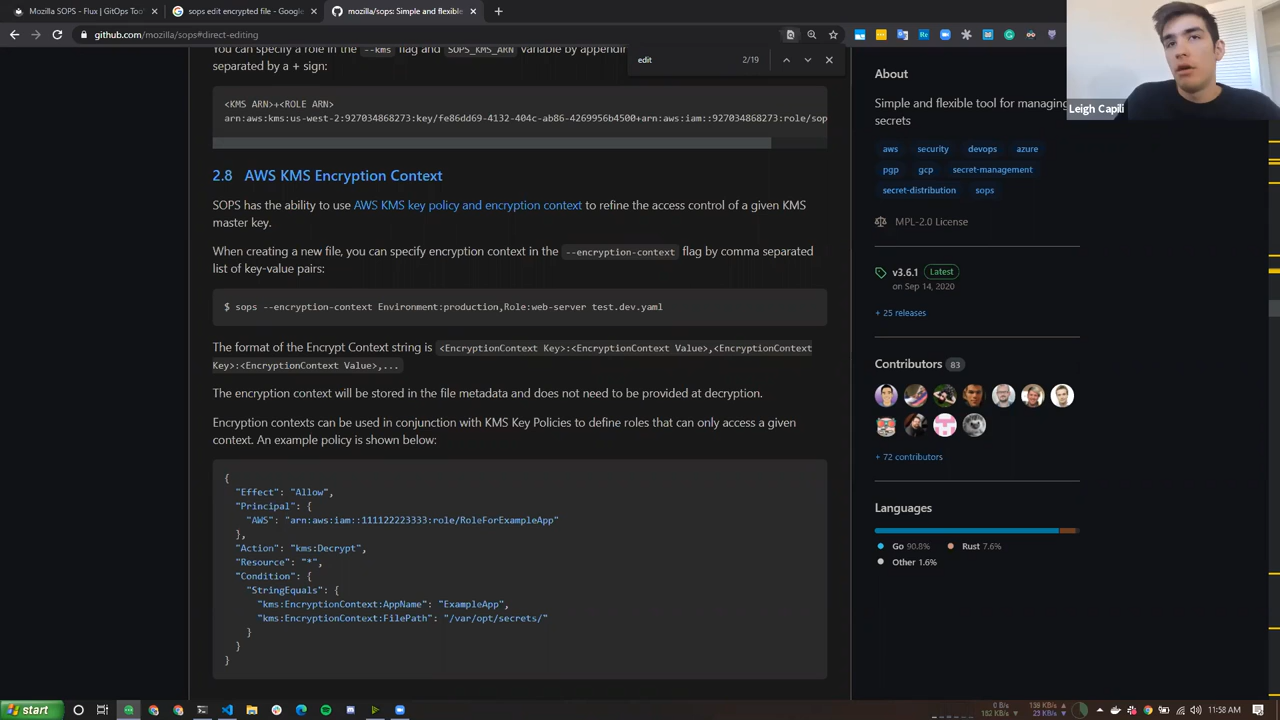 Mozilla SOPS - Flux | GitOps Too
sops edit encrypted file - Google
mozilla/sops: Simple and flexible
github.com/mozilla/sops#direct-editing
You can specify a role in the --kms flag and SOPS_KMS_ARN variable by appendir
separated by a + sign:
edit
2/19
<KMS ARN>+<ROLE ARN>
arn:aws:kms:us-west-2:927034868273:key/fe86dd69-4132-404c-ab86-4269956b4500+arn:aws:iam::927034868273:role/sop
2.8 AWS KMS Encryption Context
SOPS has the ability to use AWS KMS key policy and encryption context to refine the access control of a given KMS
master key.
When creating a new file, you can specify encryption context in the --encryption-context flag by comma separated
list of key-value pairs:
$ sops --encryption-context Environment:production,Role:web-server test.dev.yaml
The format of the Encrypt Context string is <EncryptionContext Key>:<EncryptionContext Value>,<EncryptionContext
Key>:<EncryptionContext Value>,...
The encryption context will be stored in the file metadata and does not need to be provided at decryption.
Encryption contexts can be used in conjunction with KMS Key Policies to define roles that can only access a given
context. An example policy is shown below:
{
"Effect": "Allow",
"Principal": {
"AWS": "arn:aws:iam::111122223333:role/RoleForExampleApp"
},
"Action": "kms:Decrypt",
"Resource": "*",
"Condition": {
"StringEquals": {
"kms:EncryptionContext:AppName": "ExampleApp",
"kms:EncryptionContext:FilePath": "/var/opt/secrets/"
}
}
}
About
Simple and flexible tool for managing
secrets
aws security devops azure
pgp gcp secret-management
secret-distribution sops
MPL-2.0 License
v3.6.1 Latest
on Sep 14, 2020
+ 25 releases
Contributors 83
+ 72 contributors
Languages
Go 90.8% Rust 7.6%
Other 1.6%
Leigh Capili
start
11:58 AM